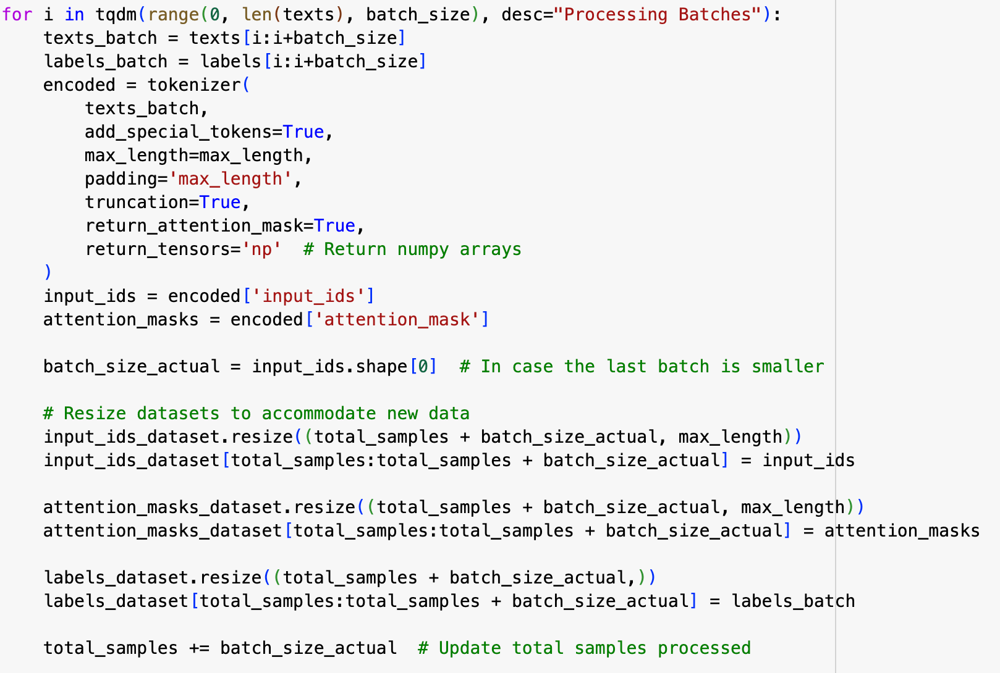 for i in tqdm(range(0, len(texts), batch_size), desc="Processing Batches"):
    texts_batch = texts[i:i+batch_size]
    labels_batch = labels[i:i+batch_size]
    encoded = tokenizer(
        texts_batch,
        add_special_tokens=True,
        max_length=max_length,
        padding='max_length',
        truncation=True,
        return_attention_mask=True,
        return_tensors='np'  # Return numpy arrays
    )
    input_ids = encoded['input_ids']
    attention_masks = encoded['attention_mask']

    batch_size_actual = input_ids.shape[0]  # In case the last batch is smaller

    # Resize datasets to accommodate new data
    input_ids_dataset.resize((total_samples + batch_size_actual, max_length))
    input_ids_dataset[total_samples:total_samples + batch_size_actual] = input_ids

    attention_masks_dataset.resize((total_samples + batch_size_actual, max_length))
    attention_masks_dataset[total_samples:total_samples + batch_size_actual] = attention_masks

    labels_dataset.resize((total_samples + batch_size_actual,))
    labels_dataset[total_samples:total_samples + batch_size_actual] = labels_batch

    total_samples += batch_size_actual  # Update total samples processed